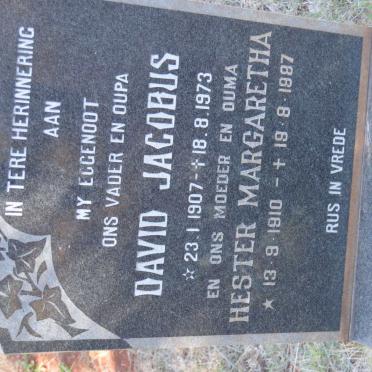 IN TERE HERINNERING
AAN
MY EGGENOOT
ONS VADER EN OUPA
DAVID JACOBUS
☆ 23.1.1907 - ✝ 18.8.1973
EN ONS MOEDER EN OUMA
HESTER MARGARETHA
★ 13.9.1910 - ✝ 19.8.1987
RUS IN VREDE